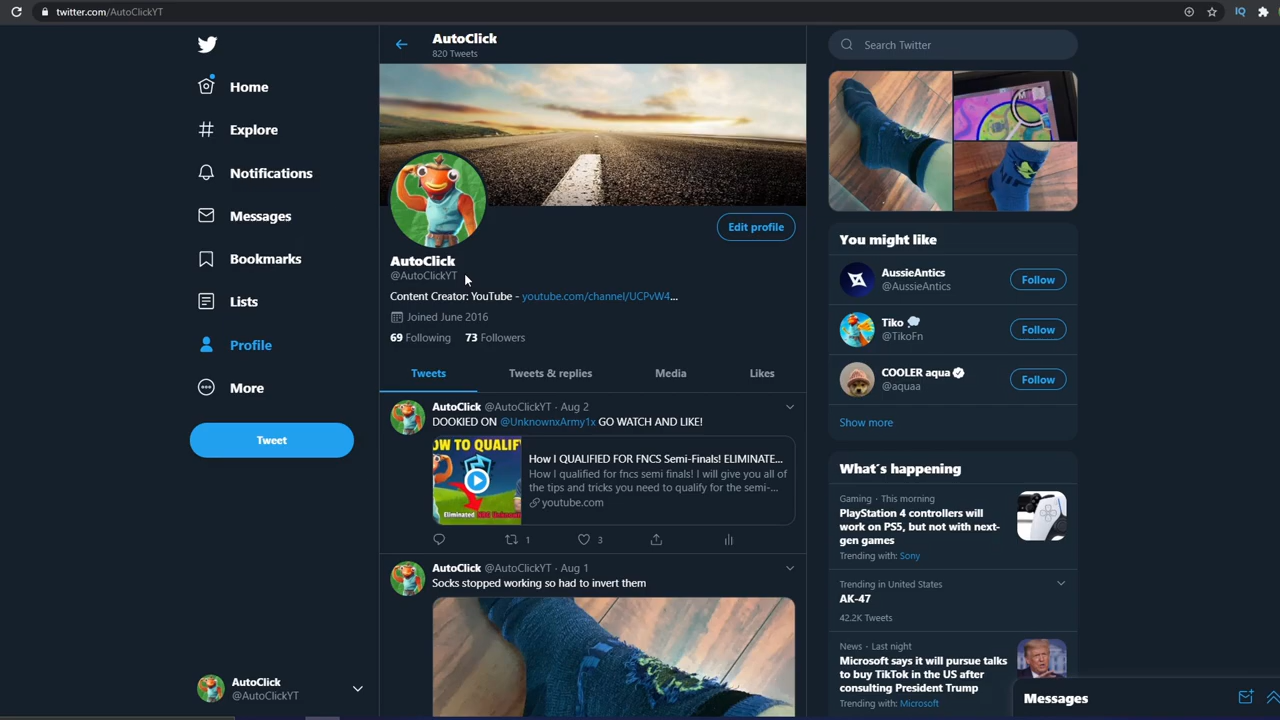 twitter.com/AutoClickYT
IQ
AutoClick
820 Tweets
Search Twitter
Home
Explore
Notifications
Messages
Bookmarks
Lists
Profile
More
Tweet
AutoClick
@AutoClickYT
Edit profile
AutoClick
@AutoClickYT
Content Creator: YouTube - youtube.com/channel/UCPvW4...
Joined June 2016
69 Following 73 Followers
Tweets Tweets & replies Media Likes
AutoClick @AutoClickYT · Aug 2
DOOKIED ON @UnknownxArmy1x GO WATCH AND LIKE!
OW TO QUALIF
Eliminated
How I QUALIFIED FOR FNCS Semi-Finals! ELIMINATE...
How I qualified for fncs semi finals! I will give you all of
the tips and tricks you need to qualify for the semi-...
youtube.com
1 3
AutoClick @AutoClickYT · Aug 1
Socks stopped working so had to invert them
You might like
AussieAntics
@AussieAntics
Follow
Tiko
@TikoFn
Follow
COOLER aqua
@aquaa
Follow
Show more
What's happening
Gaming · This morning
PlayStation 4 controllers will
work on PS5, but not with next-
gen games
Trending with: Sony
Trending in United States
AK-47
42.2K Tweets
News · Last night
Microsoft says it will pursue talks
to buy TikTok in the US after
consulting President Trump
Trending with: Microsoft
Messages